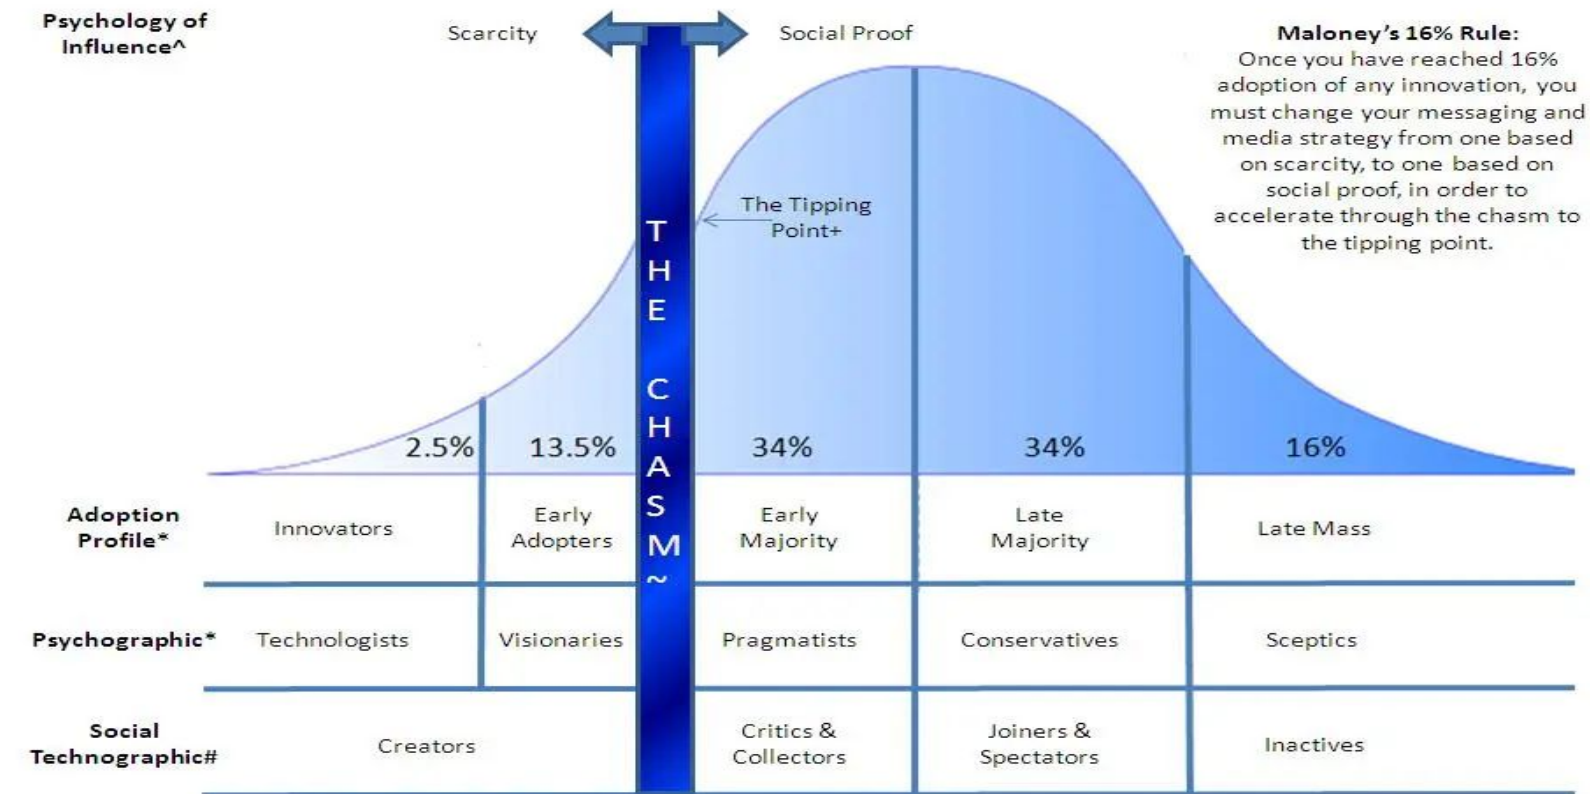 Psychology of
Influence^
Scarcity
Social Proof
Maloney's 16% Rule:
Once you have reached 16%
adoption of any innovation, you
must change your messaging and
media strategy from one based
on scarcity, to one based on
social proof, in order to
accelerate through the chasm to
the tipping point.
The Tipping
Point+
THE CHASM~
2.5%
13.5%
34%
34%
16%
Adoption
Profile*
Innovators
Early
Adopters
Early
Majority
Late
Majority
Late Mass
Psychographic*
Technologists
Visionaries
Pragmatists
Conservatives
Sceptics
Social
Technographic#
Creators
Critics &
Collectors
Joiners &
Spectators
Inactives